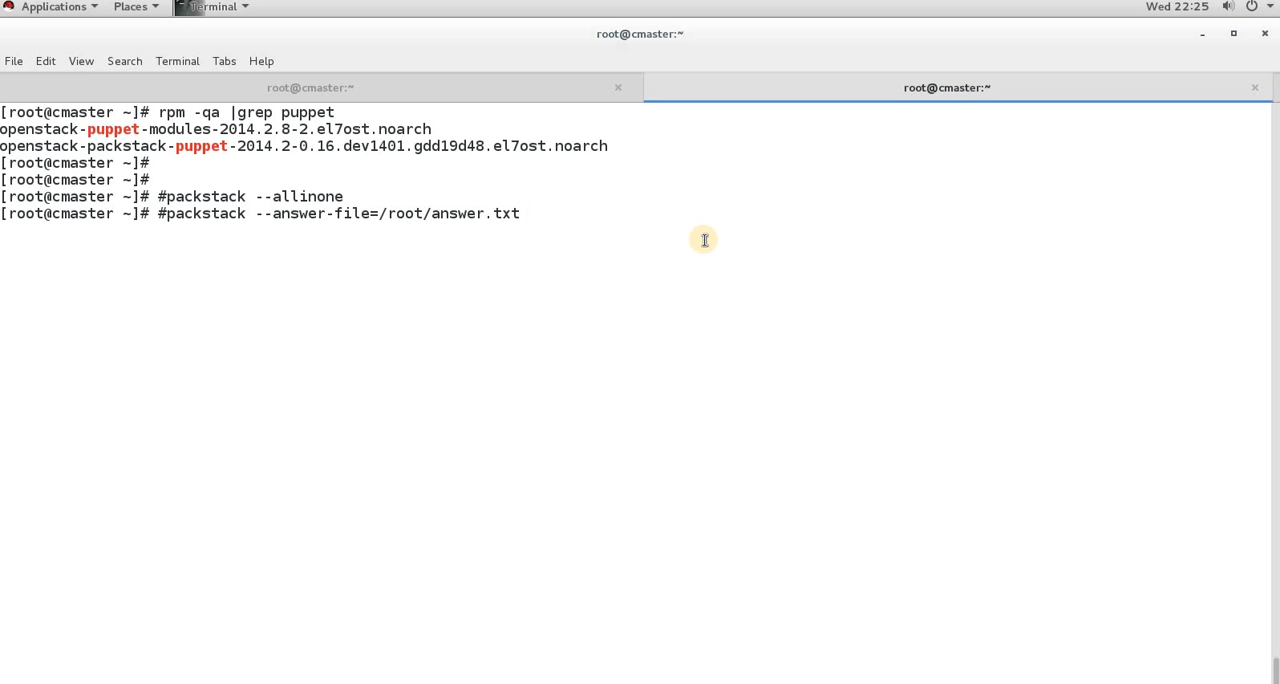 Applications Places Terminal Wed 22:25
root@cmaster:~
File Edit View Search Terminal Tabs Help
root@cmaster:~ root@cmaster:~
[root@cmaster ~]# rpm -qa |grep puppet
openstack-puppet-modules-2014.2.8-2.el7ost.noarch
openstack-packstack-puppet-2014.2-0.16.dev1401.gdd19d48.el7ost.noarch
[root@cmaster ~]#
[root@cmaster ~]#
[root@cmaster ~]# #packstack --allinone
[root@cmaster ~]# #packstack --answer-file=/root/answer.txt